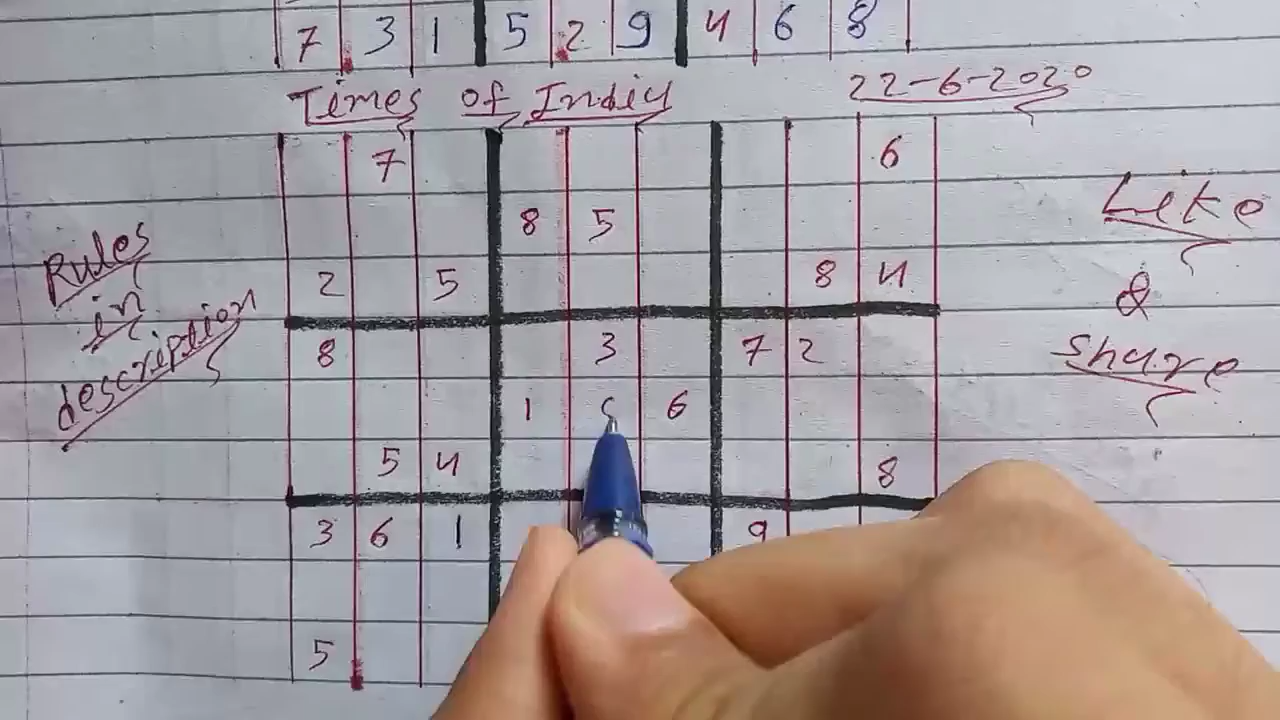 7 3 1 5 2 9 4 6 8
Times of India 22-6-2020
7 6
8 5
2 5 8 4
8 3 7 2
1 6
5 4 8
3 6 1 9
5
Rules
in
description
Like
&
Share